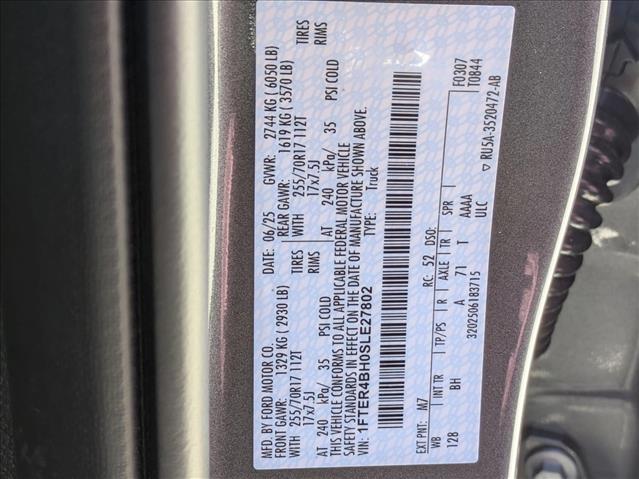 MFD. BY FORD MOTOR CO. DATE: 06/25 GVWR: 2744 KG ( 6050 LB)
FRONT GAWR: 1329 KG ( 2930 LB) REAR GAWR: 1619 KG ( 3570 LB)
255/70R17 112T TIRES WITH 255/70R17 112T TIRES
WITH 17x7.5J RIMS 17x7.5J RIMS
AT 240 kPa/ 35 PSI COLD AT 240 kPa/ 35 PSI COLD
THIS VEHICLE CONFORMS TO ALL APPLICABLE FEDERAL MOTOR VEHICLE
SAFETY STANDARDS IN EFFECT ON THE DATE OF MANUFACTURE SHOWN ABOVE.
VIN: 1FTER4BH0SLE27802 TYPE: Truck
F0307
T0844
EXT PNT: M7 RC: 52 DSO:
WB INT TR TP/PS R AXLE TR SPR
128 BH A 71 T AAAA
ULC
3202506183715 ▽ RU5A-3520472-AB